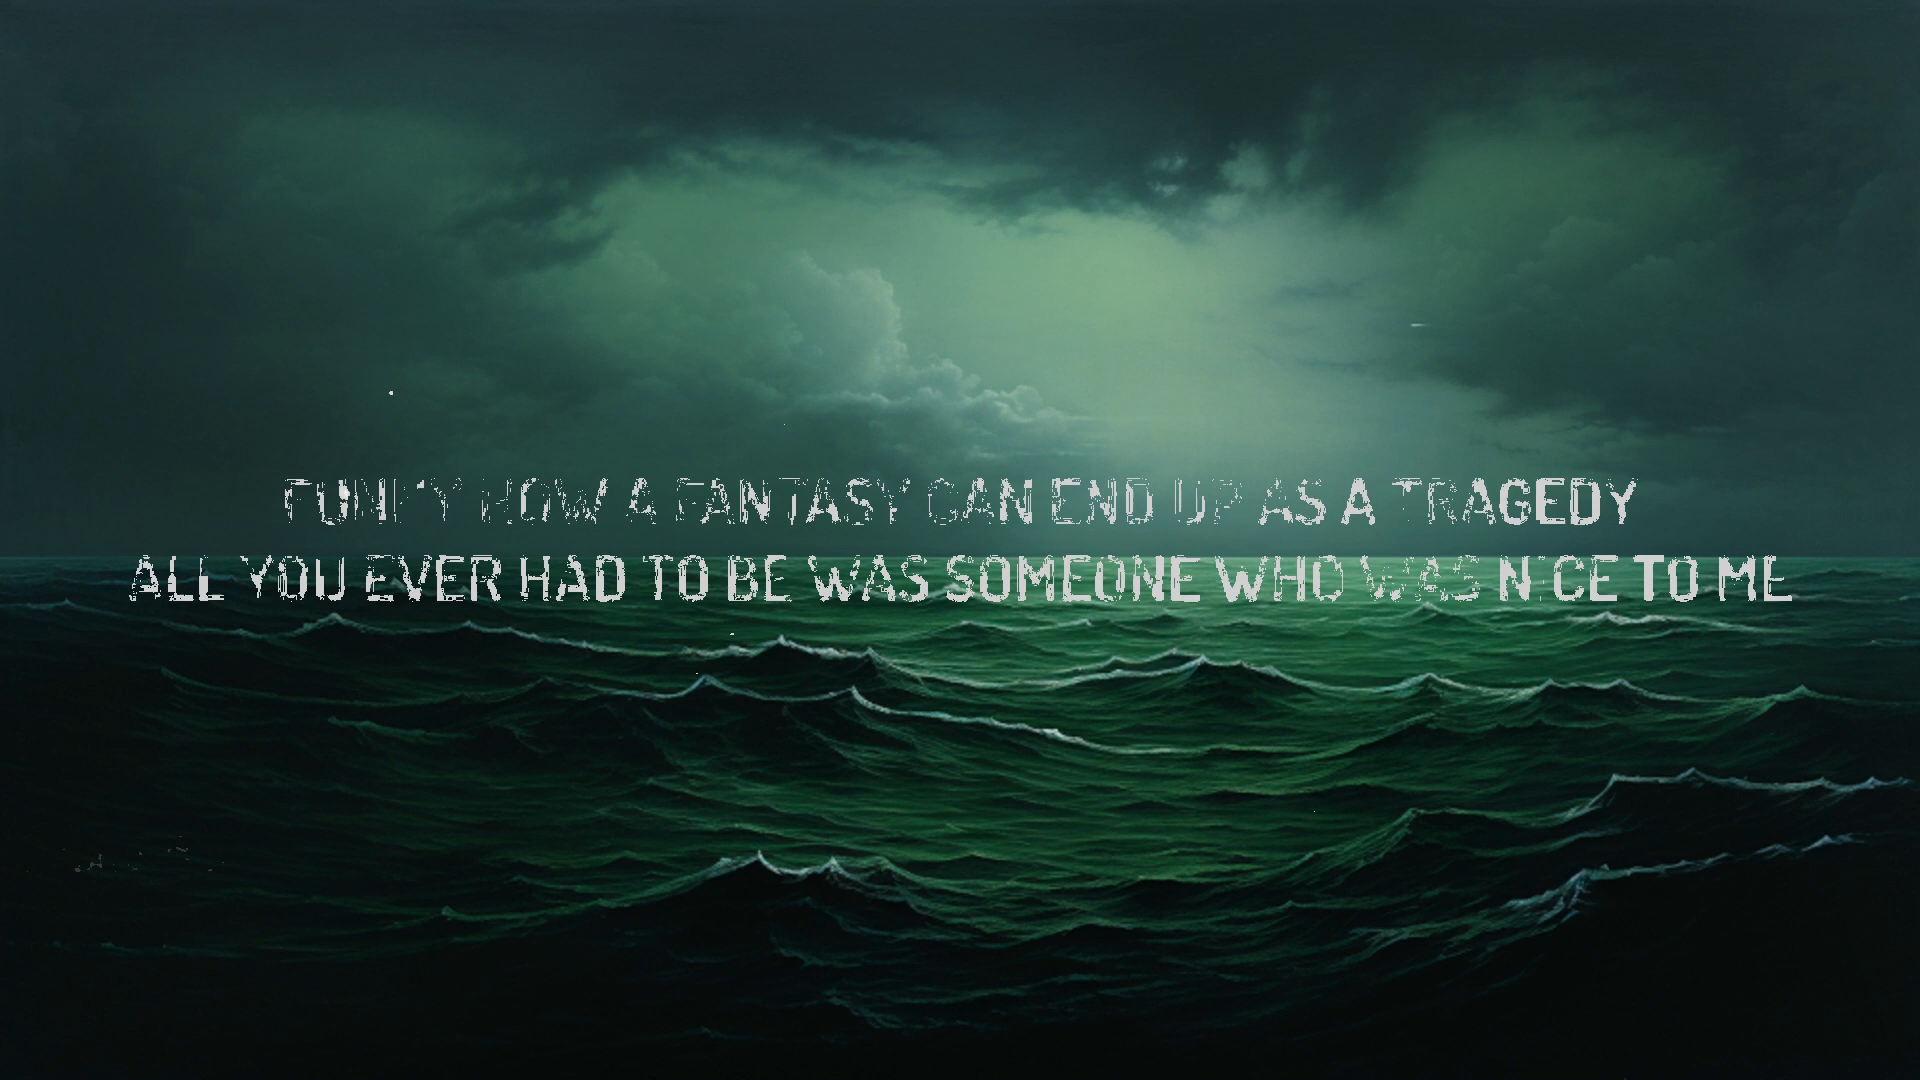 FUNNY HOW A FANTASY CAN END UP AS A TRAGEDY
ALL YOU EVER HAD TO BE WAS SOMEONE WHO WAS NICE TO ME